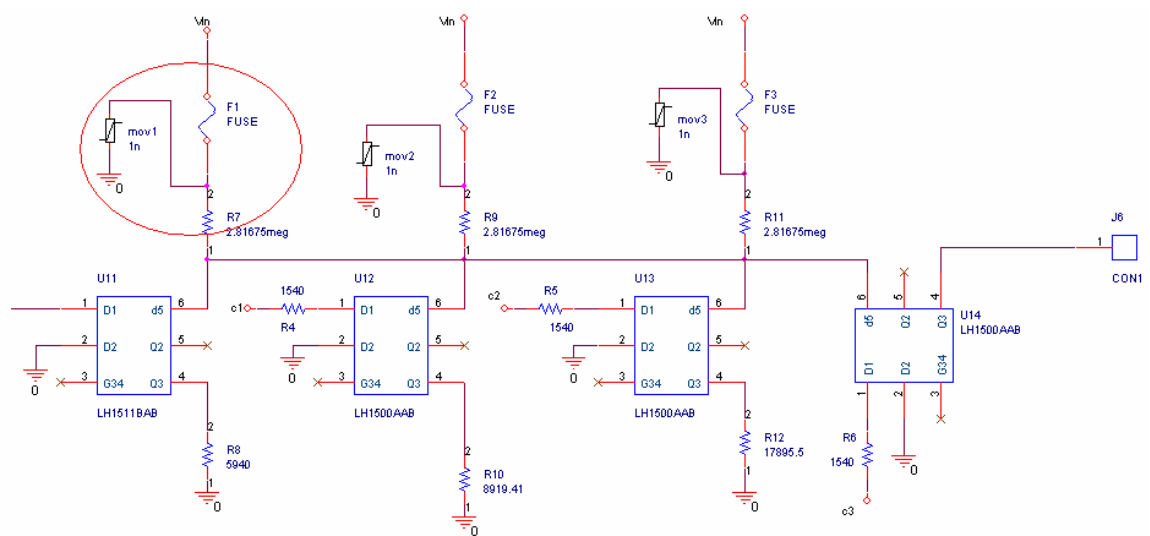 Vin
Vin
Vin
F1
FUSE
mov1
1n
0
2
R7
2.81675meg
1
F2
FUSE
mov2
1n
0
2
R9
2.81675meg
1
F3
FUSE
mov3
1n
0
2
R11
2.81675meg
1
J6
1
CON1
U11
1 D1 d5 6
2 D2 Q2 5
3 G34 Q3 4
0
LH1511BAB
2
R8
5940
1
0
U12
c1
1540
R4
1 D1 d5 6
2 D2 Q2 5
3 G34 Q3 4
0
LH1500AAB
2
R10
8919.41
1
0
U13
c2
R5
1540
1 D1 d5 6
2 D2 Q2 5
3 G34 Q3 4
0
LH1500AAB
2
R12
17895.5
1
0
6 5 4
d5 Q2 Q3
U14
LH1500AAB
D1 D2 G34
1 2 3
R6
1540
0
c3